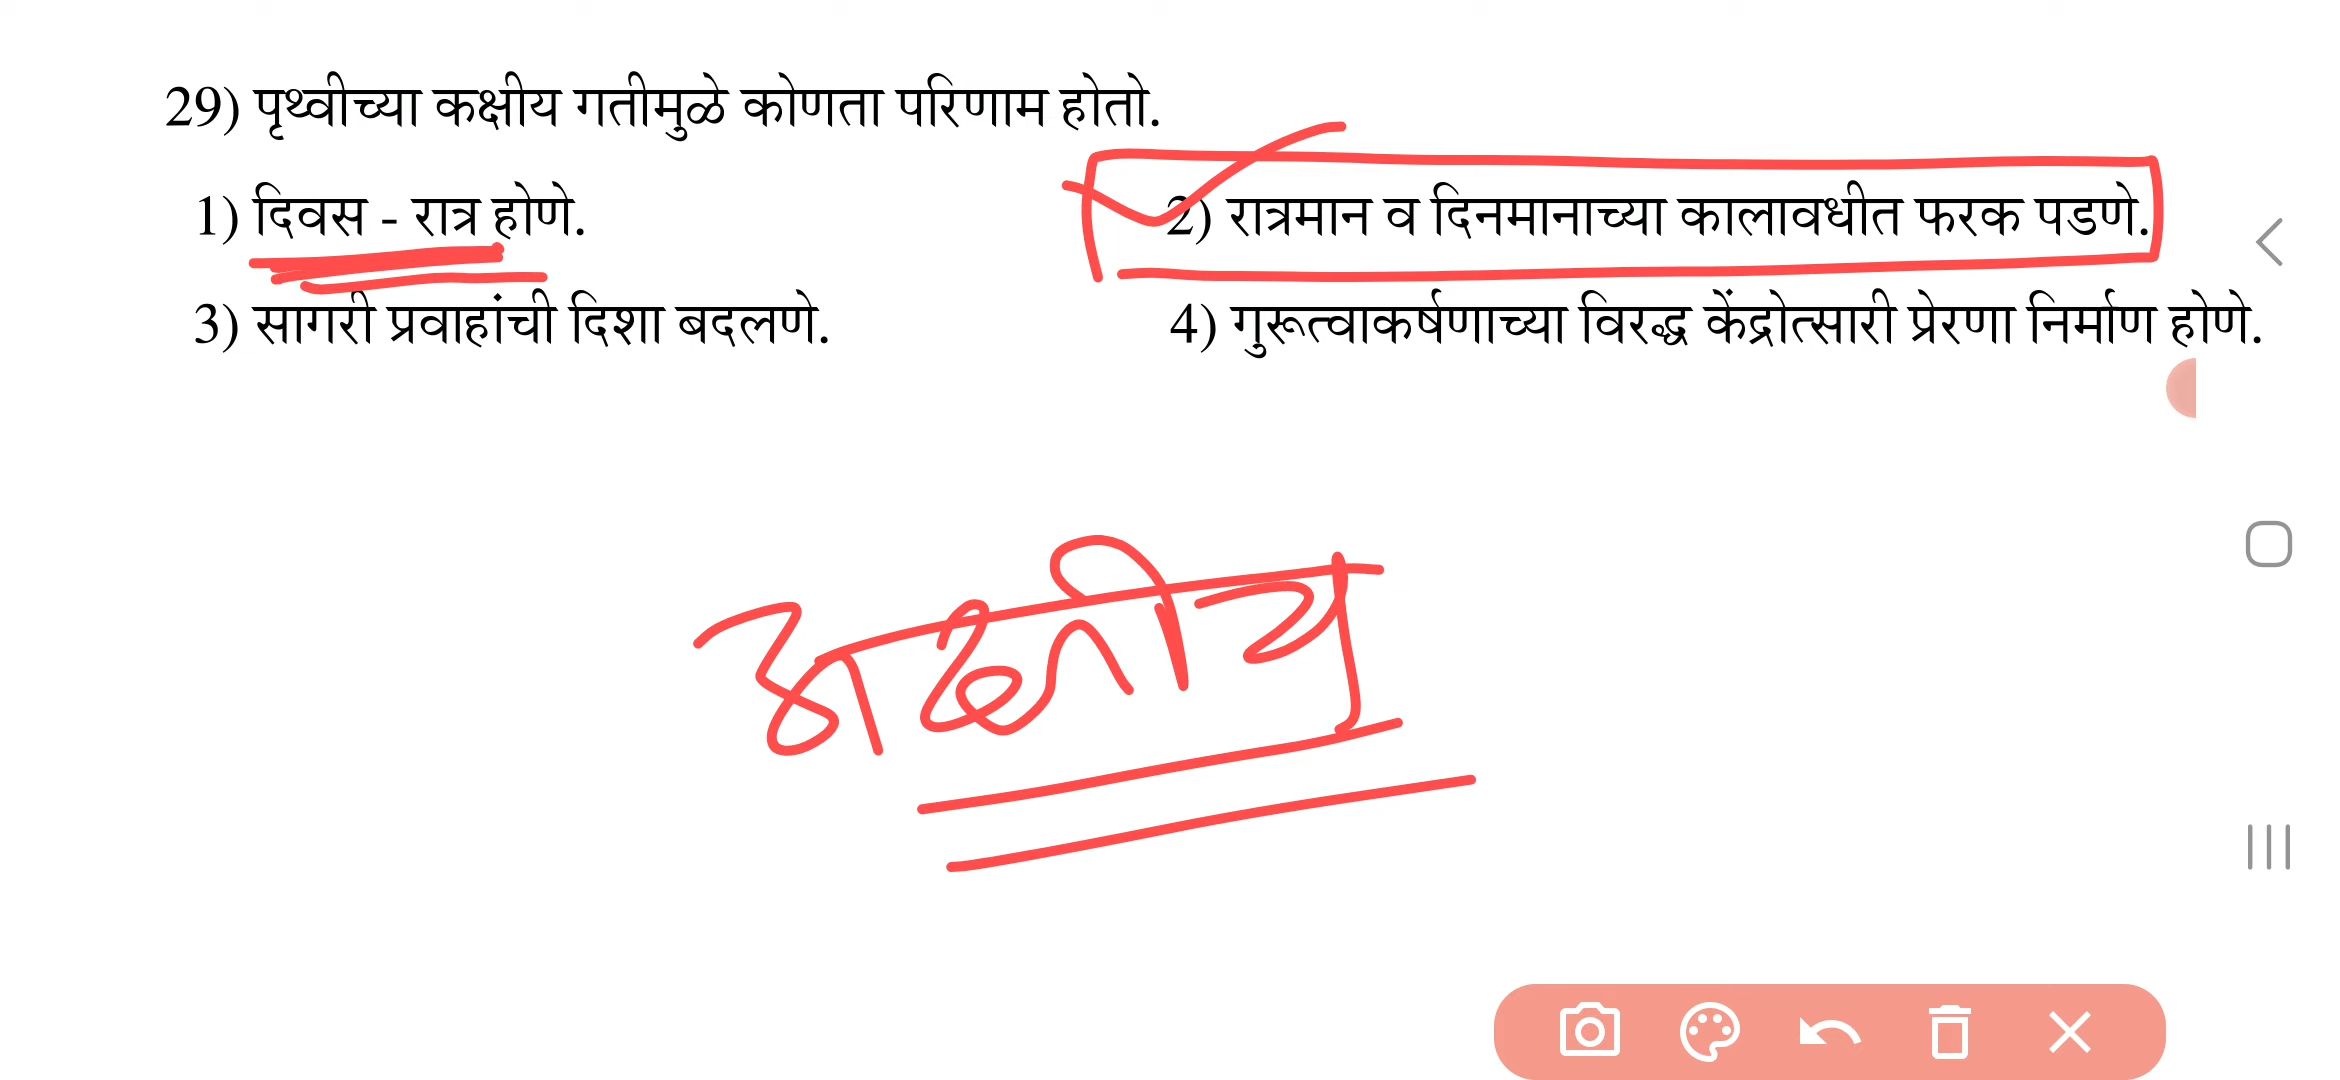 29) पृथ्वीच्या कक्षीय गतीमुळे कोणता परिणाम होतो.
1) दिवस - रात्र होणे.
2) रात्रमान व दिनमानाच्या कालावधीत फरक पडणे.
3) सागरी प्रवाहांची दिशा बदलणे.
4) गुरूत्वाकर्षणाच्या विरद्ध केंद्रोत्सारी प्रेरणा निर्माण होणे.
अक्षीय